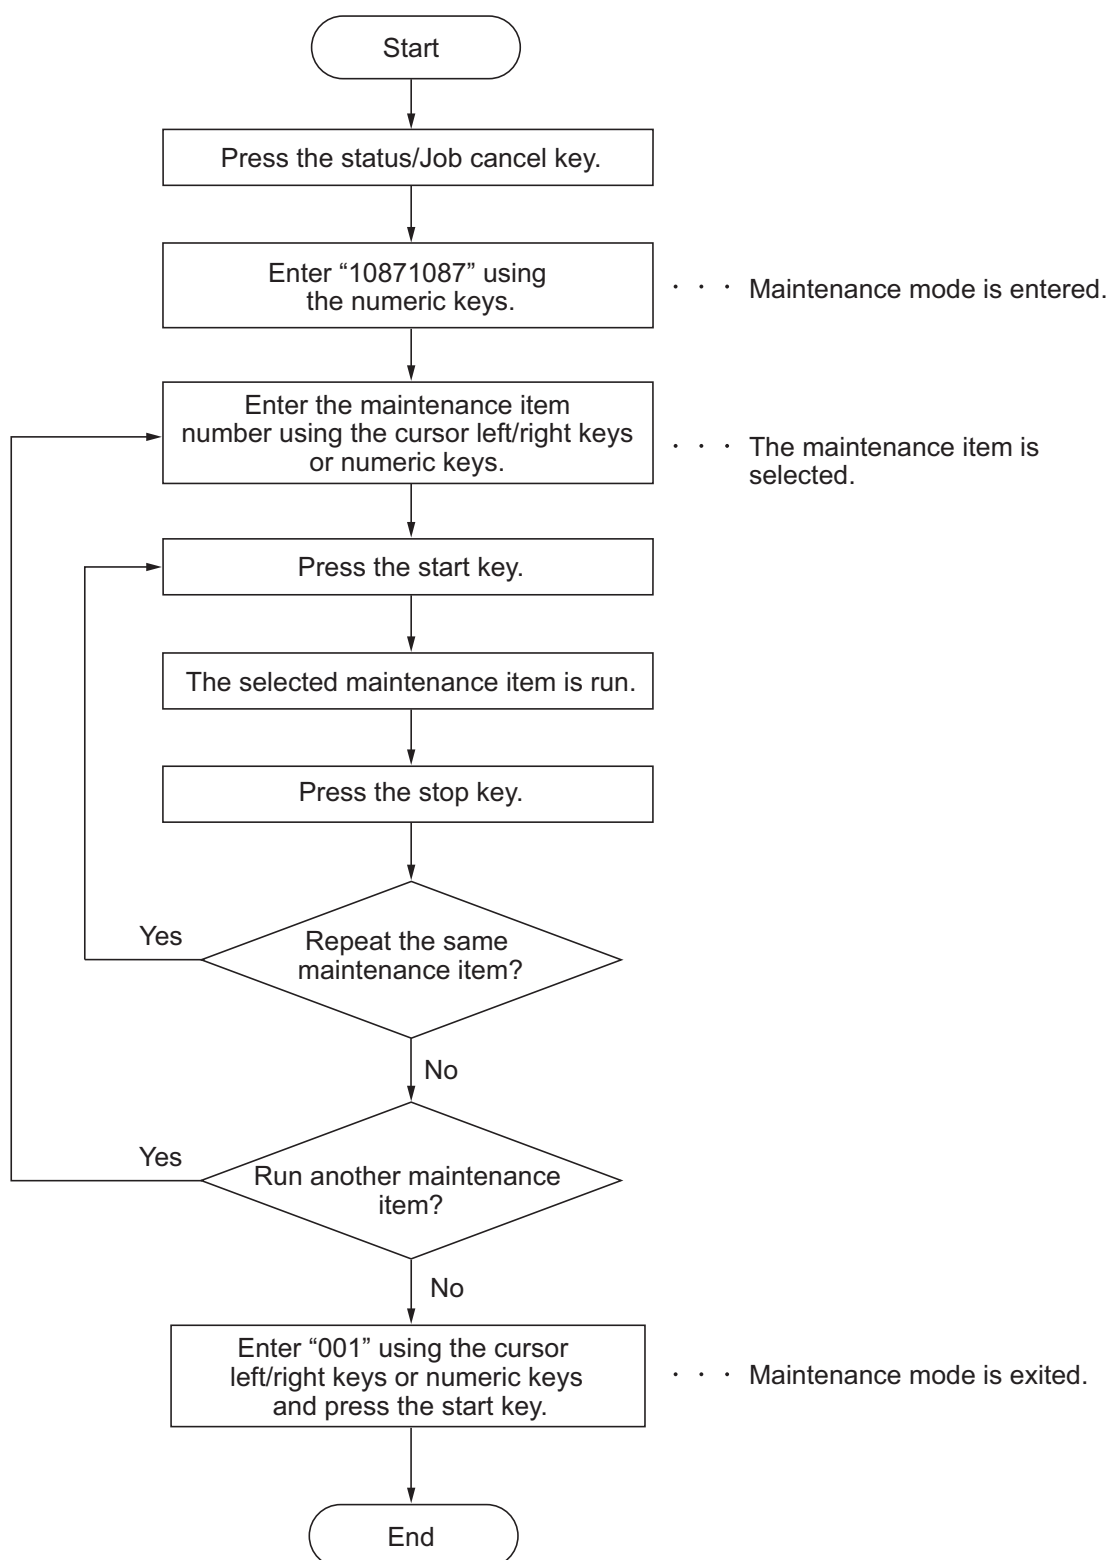 Start
Press the status/Job cancel key.
Enter “10871087” using
the numeric keys.
· · · Maintenance mode is entered.
Enter the maintenance item
number using the cursor left/right keys
or numeric keys.
· · · The maintenance item is
selected.
Press the start key.
The selected maintenance item is run.
Press the stop key.
Yes
Repeat the same
maintenance item?
No
Yes
Run another maintenance
item?
No
Enter “001” using the cursor
left/right keys or numeric keys
and press the start key.
· · · Maintenance mode is exited.
End